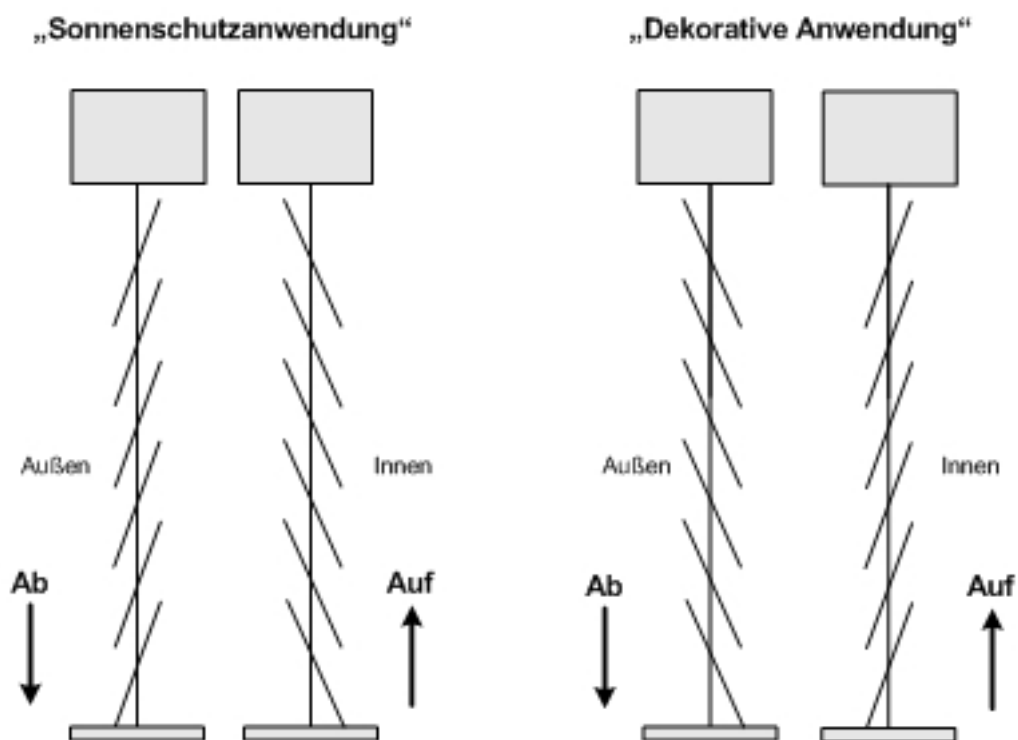 „Sonnenschutzanwendung“
„Dekorative Anwendung“
Außen
Innen
Außen
Innen
Ab
Auf
Ab
Auf